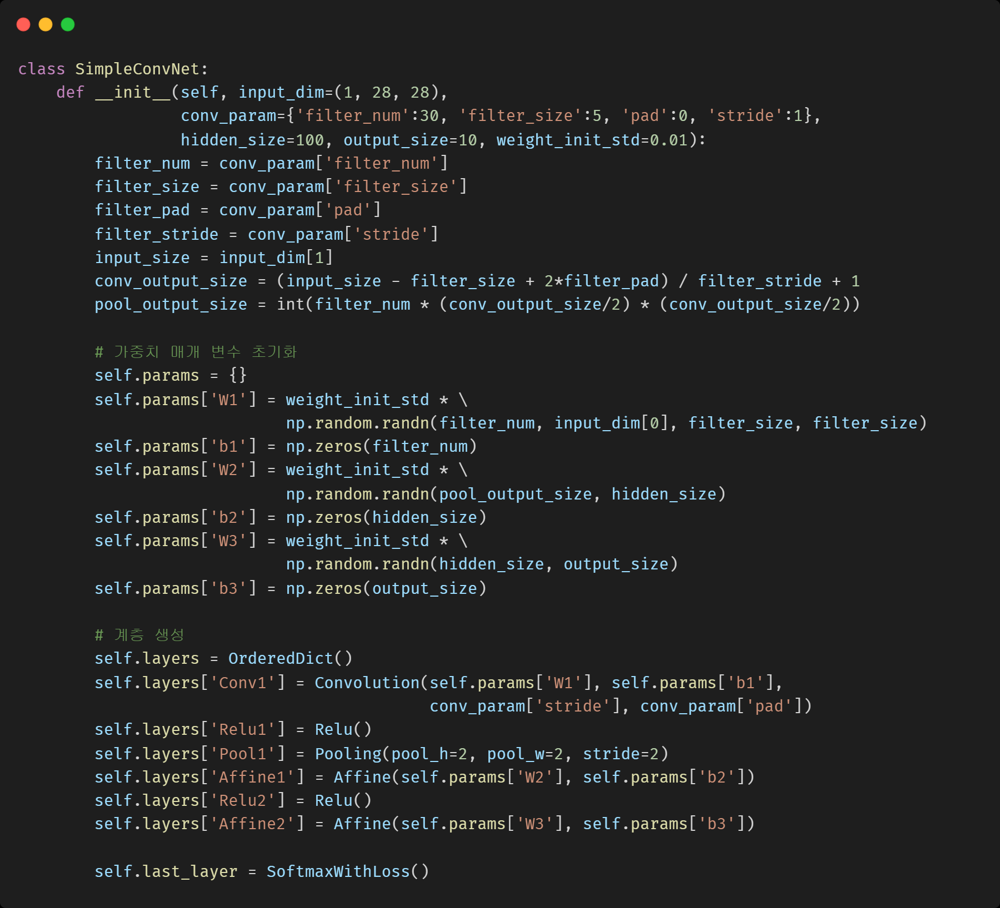 class SimpleConvNet:
    def __init__(self, input_dim=(1, 28, 28),
                 conv_param={'filter_num':30, 'filter_size':5, 'pad':0, 'stride':1},
                 hidden_size=100, output_size=10, weight_init_std=0.01):
        filter_num = conv_param['filter_num']
        filter_size = conv_param['filter_size']
        filter_pad = conv_param['pad']
        filter_stride = conv_param['stride']
        input_size = input_dim[1]
        conv_output_size = (input_size - filter_size + 2*filter_pad) / filter_stride + 1
        pool_output_size = int(filter_num * (conv_output_size/2) * (conv_output_size/2))

        # 가중치 매개 변수 초기화
        self.params = {}
        self.params['W1'] = weight_init_std * \
                            np.random.randn(filter_num, input_dim[0], filter_size, filter_size)
        self.params['b1'] = np.zeros(filter_num)
        self.params['W2'] = weight_init_std * \
                            np.random.randn(pool_output_size, hidden_size)
        self.params['b2'] = np.zeros(hidden_size)
        self.params['W3'] = weight_init_std * \
                            np.random.randn(hidden_size, output_size)
        self.params['b3'] = np.zeros(output_size)

        # 계층 생성
        self.layers = OrderedDict()
        self.layers['Conv1'] = Convolution(self.params['W1'], self.params['b1'],
                                           conv_param['stride'], conv_param['pad'])
        self.layers['Relu1'] = Relu()
        self.layers['Pool1'] = Pooling(pool_h=2, pool_w=2, stride=2)
        self.layers['Affine1'] = Affine(self.params['W2'], self.params['b2'])
        self.layers['Relu2'] = Relu()
        self.layers['Affine2'] = Affine(self.params['W3'], self.params['b3'])

        self.last_layer = SoftmaxWithLoss()